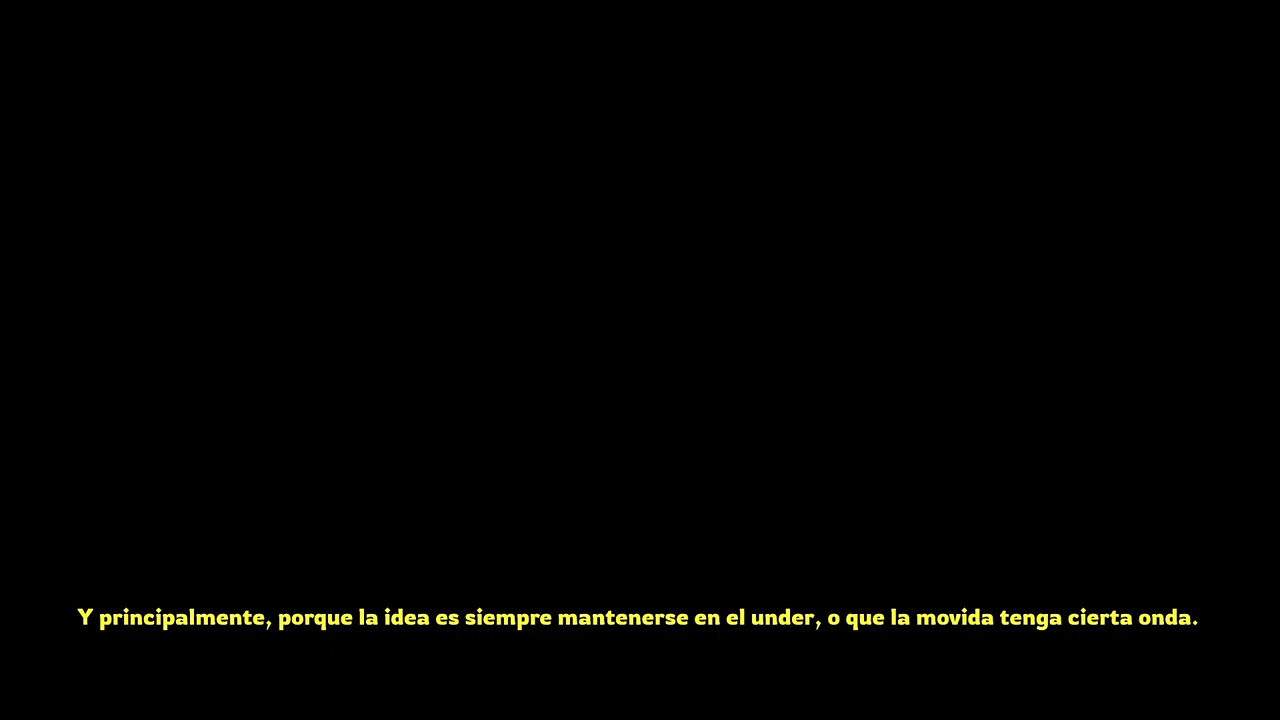 Y principalmente, porque la idea es siempre mantenerse en el under, o que la movida tenga cierta onda.